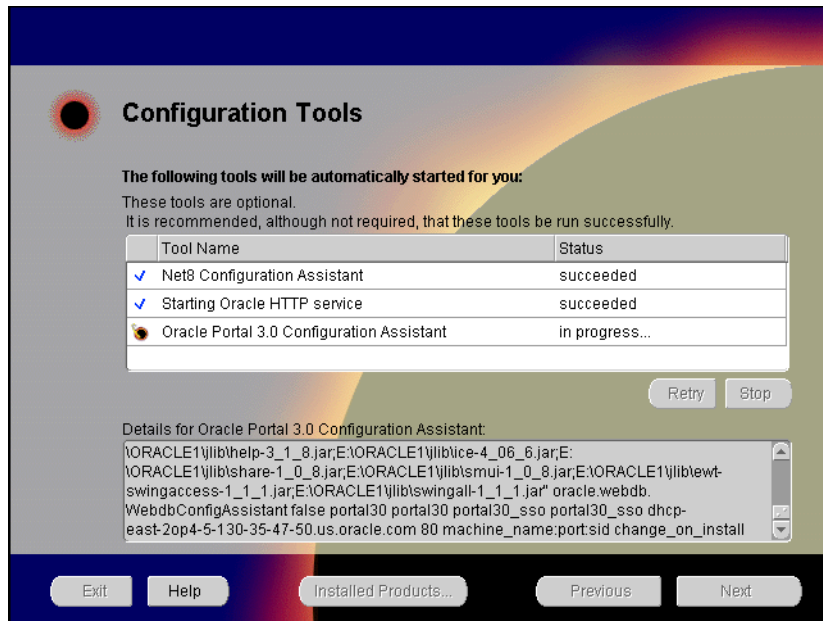 Configuration Tools
The following tools will be automatically started for you:
These tools are optional.
It is recommended, although not required, that these tools be run successfully.
Tool Name Status
Net8 Configuration Assistant succeeded
Starting Oracle HTTP service succeeded
Oracle Portal 3.0 Configuration Assistant in progress...
Retry Stop
Details for Oracle Portal 3.0 Configuration Assistant:
\ORACLE1\jlib\help-3_1_8.jar;E:\ORACLE1\jlib\ice-4_06_6.jar;E:
\ORACLE1\jlib\share-1_0_8.jar;E:\ORACLE1\jlib\smui-1_0_8.jar;E:\ORACLE1\jlib\ewt-
swingaccess-1_1_1.jar;E:\ORACLE1\jlib\swingall-1_1_1.jar" oracle.webdb.
WebdbConfigAssistant false portal30 portal30 portal30_sso portal30_sso dhcp-
east-2op4-5-130-35-47-50.us.oracle.com 80 machine_name:port:sid change_on_install
Exit Help Installed Products... Previous Next